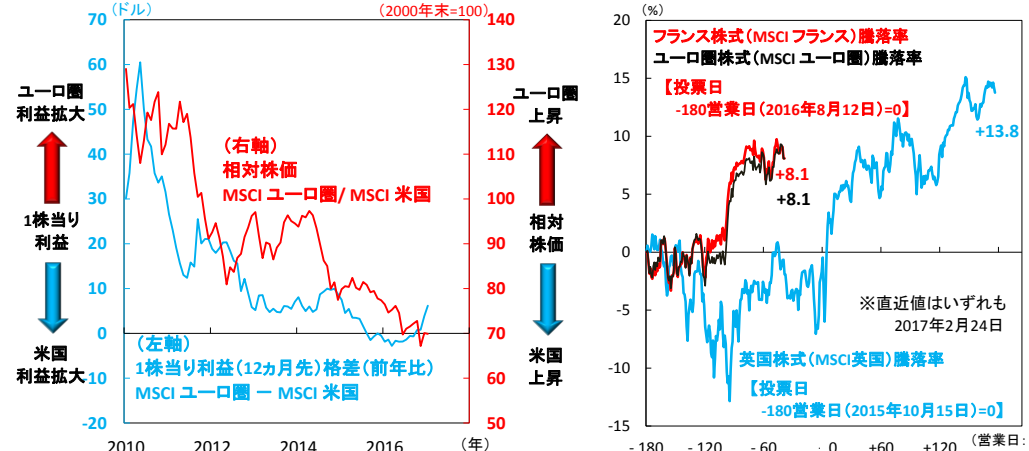 （ドル）
（2000年末=100）
70
60
50
40
30
20
10
0
-10
-20
140
130
120
110
100
90
80
70
60
50
ユーロ圏
利益拡大
1株当り
利益
米国
利益拡大
（右軸）
相対株価
MSCI ユーロ圏/ MSCI 米国
（左軸）
1株当り利益（12ヵ月先）格差（前年比）
MSCI ユーロ圏 － MSCI 米国
2010
2012
2014
2016
（年）
ユーロ圏
上昇
相対
株価
米国
上昇
（%）
20
15
10
5
0
-5
-10
-15
フランス株式（MSCI フランス）騰落率
ユーロ圏株式（MSCI ユーロ圏）騰落率
【投票日
-180営業日（2016年8月12日）=0】
+8.1
+8.1
+13.8
※直近値はいずれも
2017年2月24日
英国株式（MSCI英国）騰落率
【投票日
-180営業日（2015年10月15日）=0】
- 180
- 120
- 60
0
+60
+120
（営業日：